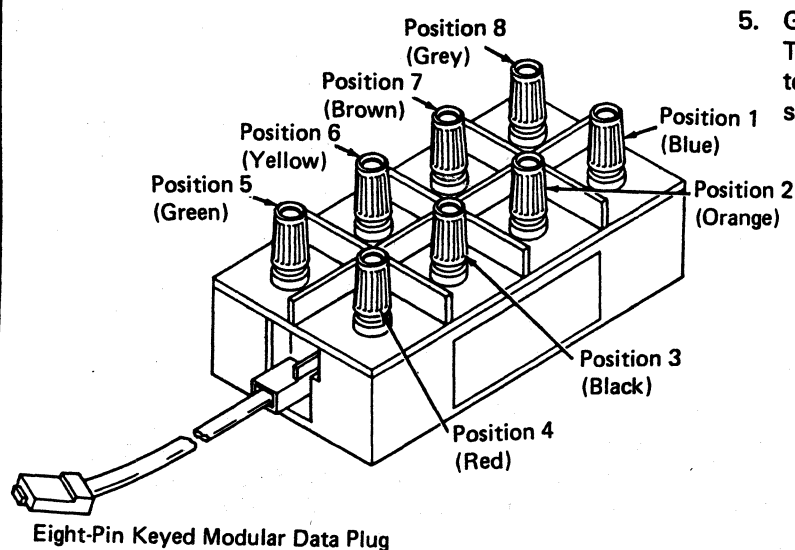 Position 8
(Grey)
Position 7
(Brown)
Position 6
(Yellow)
Position 5
(Green)
Position 1
(Blue)
Position 2
(Orange)
Position 3
(Black)
Position 4
(Red)
Eight-Pin Keyed Modular Data Plug
5.